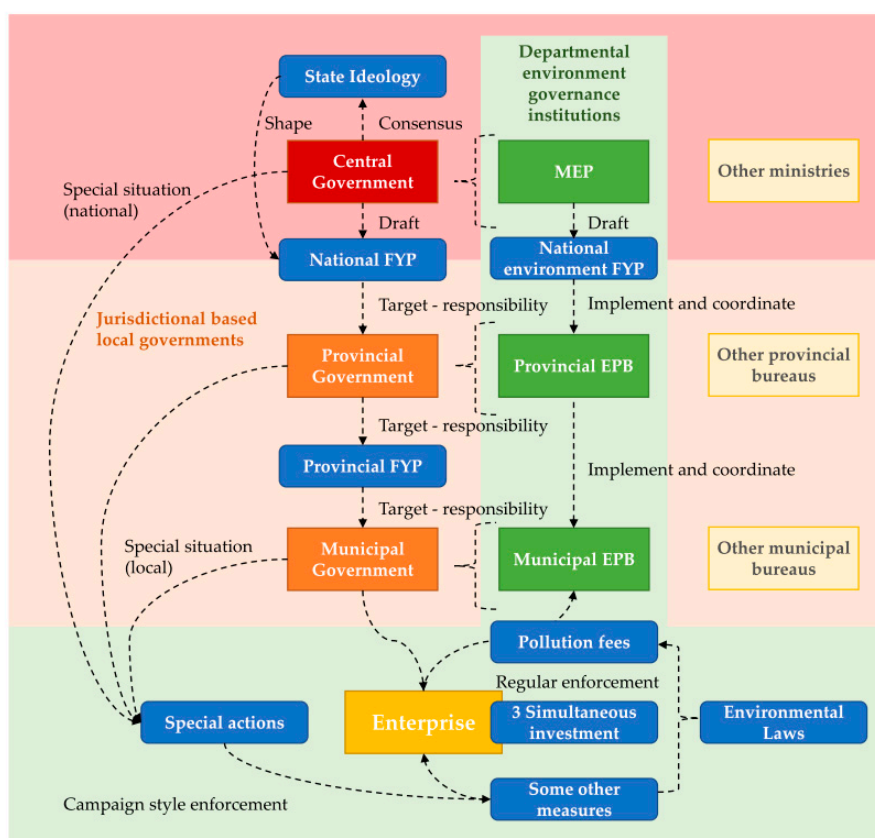 Departmental
environment
governance
institutions
State Ideology
Shape
Consensus
Central
Government
MEP
Other ministries
Special situation
(national)
Draft
Draft
National FYP
National
environment FYP
Target - responsibility
Implement and coordinate
Jurisdictional based
local governments
Provincial
Government
Provincial EPB
Other provincial
bureaus
Target - responsibility
Provincial FYP
Implement and coordinate
Target - responsibility
Special situation
(local)
Municipal
Government
Municipal EPB
Other municipal
bureaus
Pollution fees
Regular enforcement
Special actions
Enterprise
3 Simultaneous
investment
Environmental
Laws
Some other
measures
Campaign style enforcement